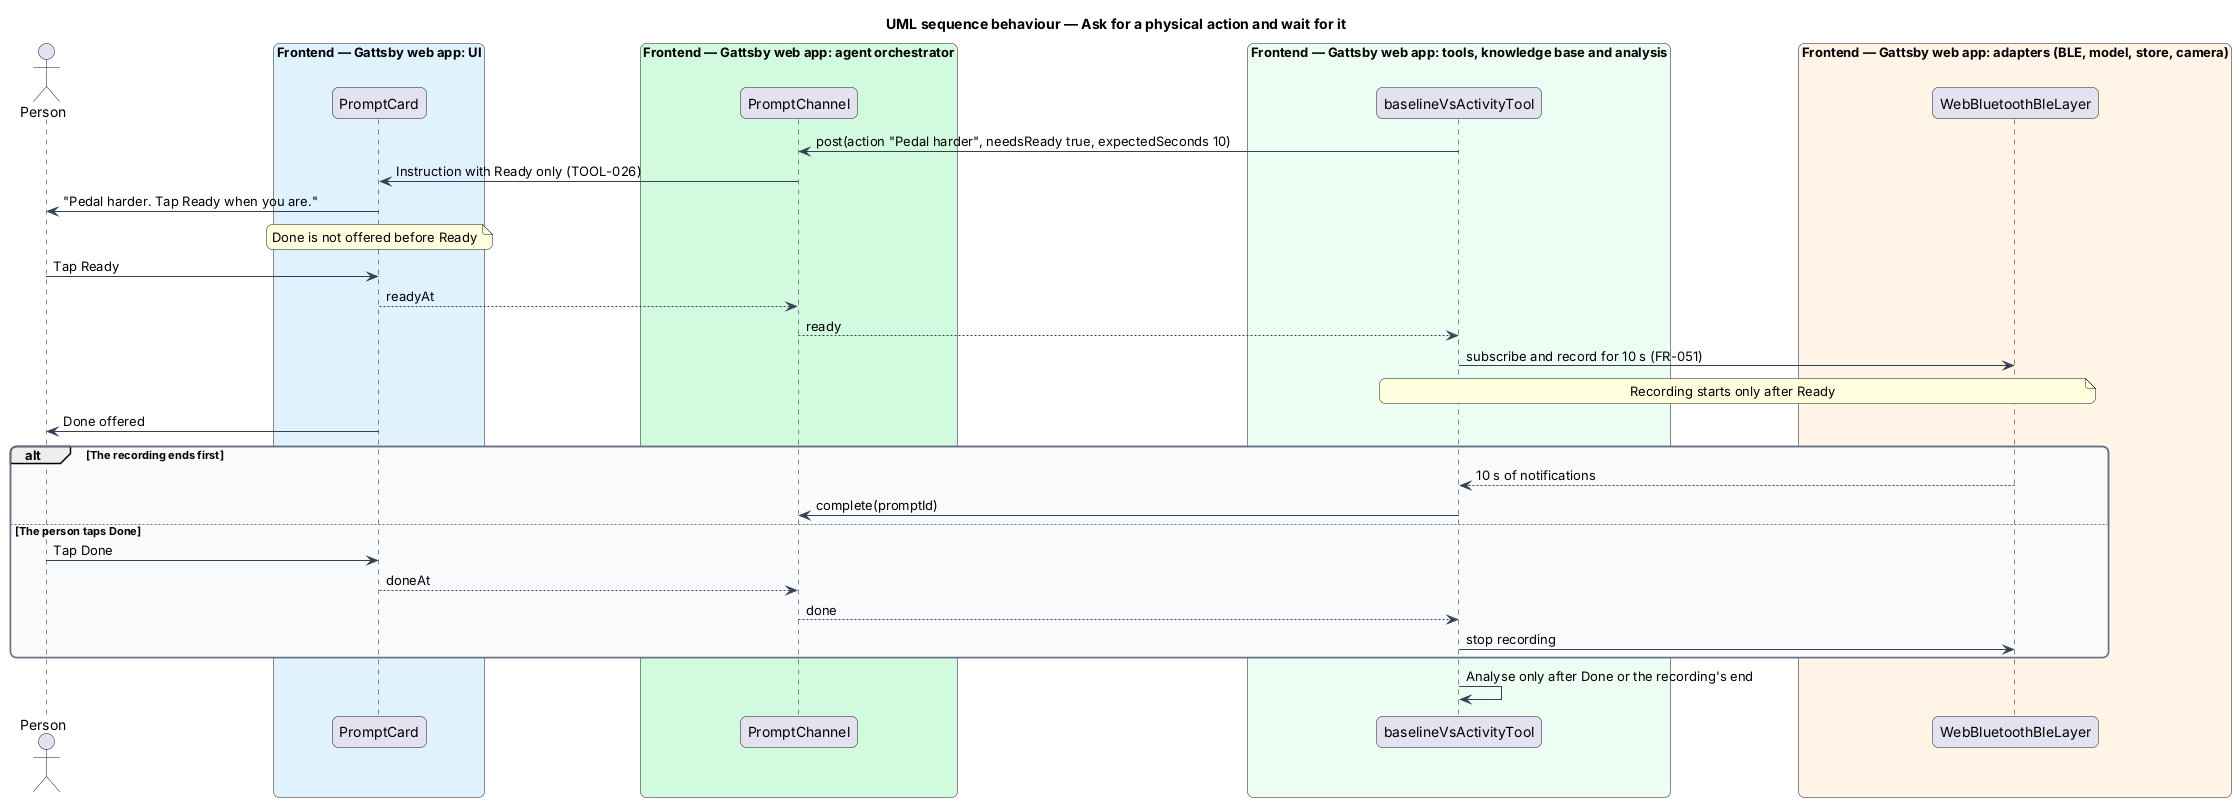 UML sequence behaviour — Ask for a physical action and wait for it
Frontend — Gattsby web app: UI
Frontend — Gattsby web app: agent orchestrator
Frontend — Gattsby web app: tools, knowledge base and analysis
Frontend — Gattsby web app: adapters (BLE, model, store, camera)
Person
PromptCard
PromptChannel
baselineVsActivityTool
WebBluetoothBleLayer
post(action "Pedal harder", needsReady true, expectedSeconds 10)
Instruction with Ready only (TOOL-026)
"Pedal harder. Tap Ready when you are."
Done is not offered before Ready
Tap Ready
readyAt
ready
subscribe and record for 10 s (FR-051)
Recording starts only after Ready
Done offered
alt
[The recording ends first]
10 s of notifications
complete(promptId)
[The person taps Done]
Tap Done
doneAt
done
stop recording
Analyse only after Done or the recording's end
Person
PromptCard
PromptChannel
baselineVsActivityTool
WebBluetoothBleLayer